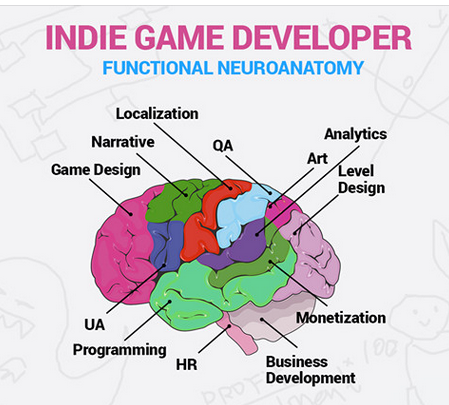 INDIE GAME DEVELOPER
FUNCTIONAL NEUROANATOMY
Localization
Analytics
Narrative
QA
Art
Game Design
Level
Design
UA
Monetization
Programming
HR
Business
Development